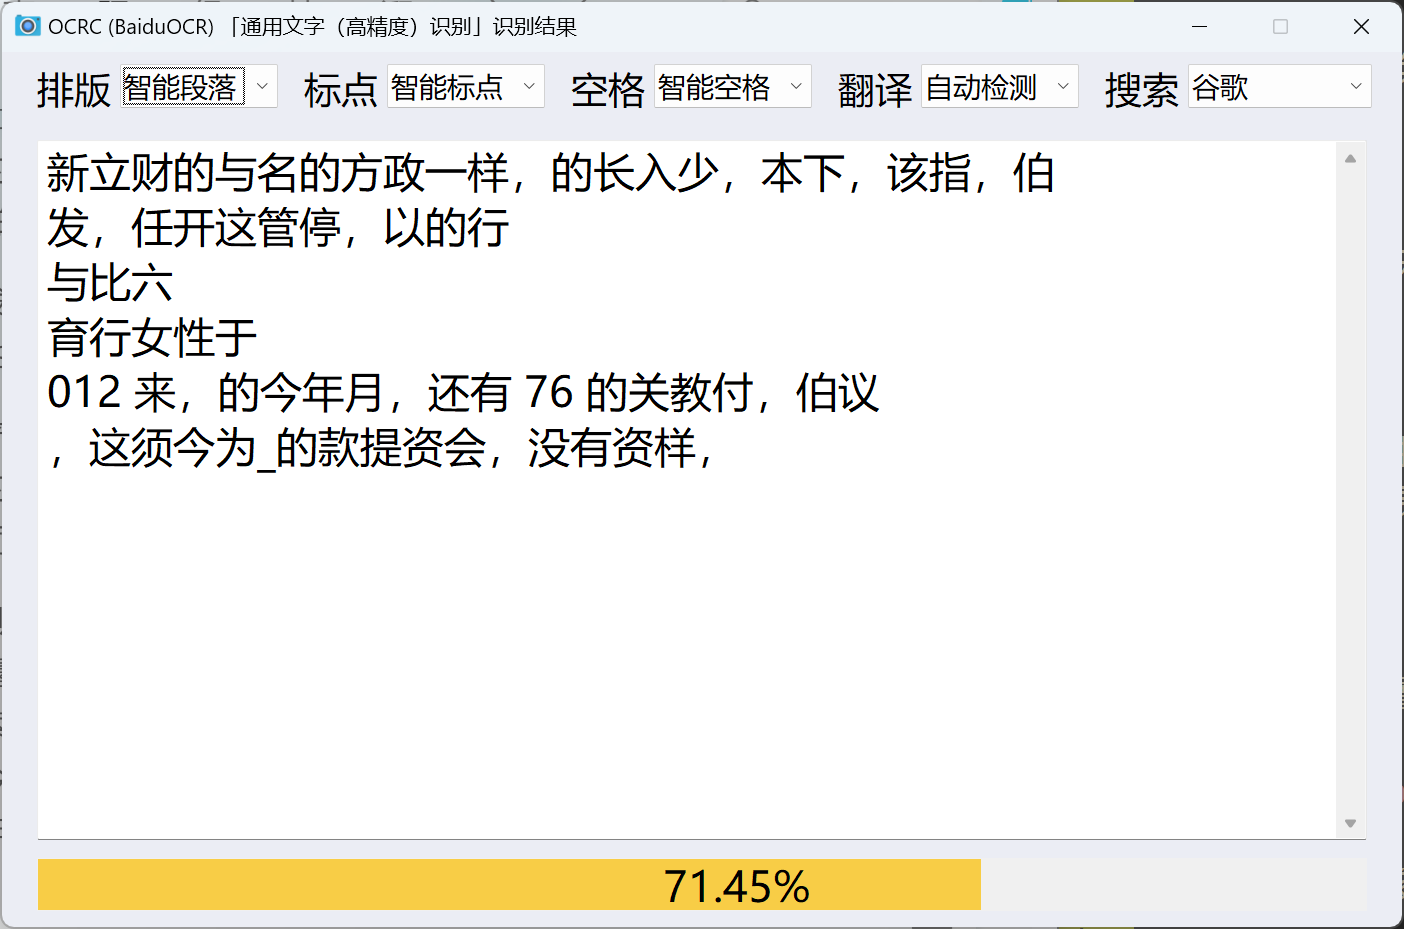 OCRC (BaiduOCR) 「通用文字（高精度）识别」识别结果
排版 智能段落 标点 智能标点 空格 智能空格 翻译 自动检测 搜索 谷歌
新立财的与名的方政一样，的长入少，本下，该指，伯
发，任开这管停，以的行
与比六
育行女性于
012 来，的今年月，还有 76 的关教付，伯议
，这须今为_的款提资会，没有资样，
71.45%